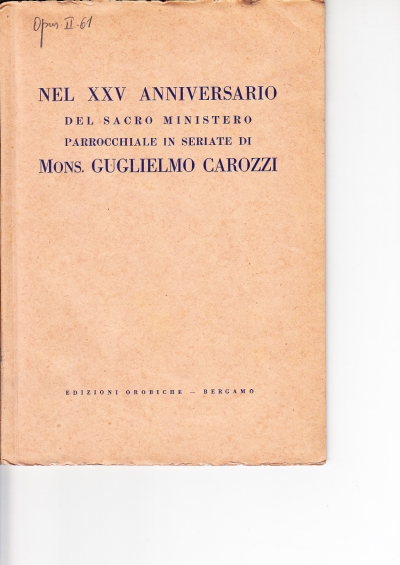 Opus. II-61
NEL XXV ANNIVERSARIO
DEL SACRO MINISTERO
PARROCCHIALE IN SERIATE DI
MONS. GUGLIELMO CAROZZI
EDIZIONI OROBICHE — BERGAMO